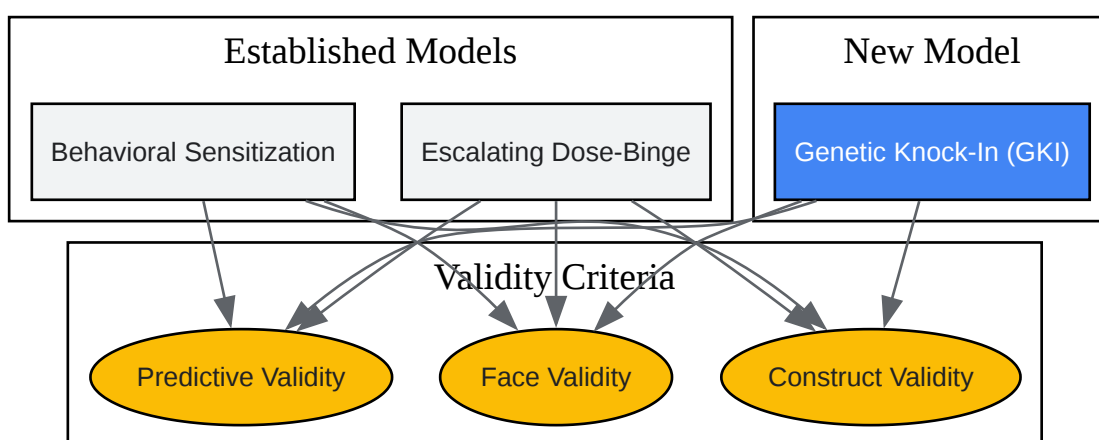 Established Models
New Model
Behavioral Sensitization
Escalating Dose-Binge
Genetic Knock-In (GKI)
Validity Criteria
Predictive Validity
Face Validity
Construct Validity